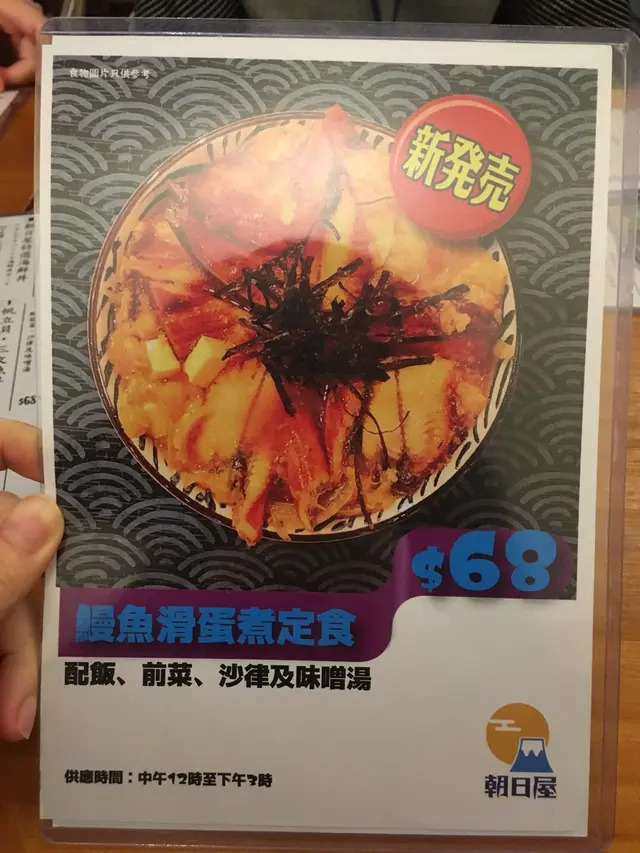 食物圖片只供參考
新発売
$68
鰻魚滑蛋煮定食
配飯、前菜、沙律及味噌湯
供應時間：中午12時至下午3時
朝日屋
$68